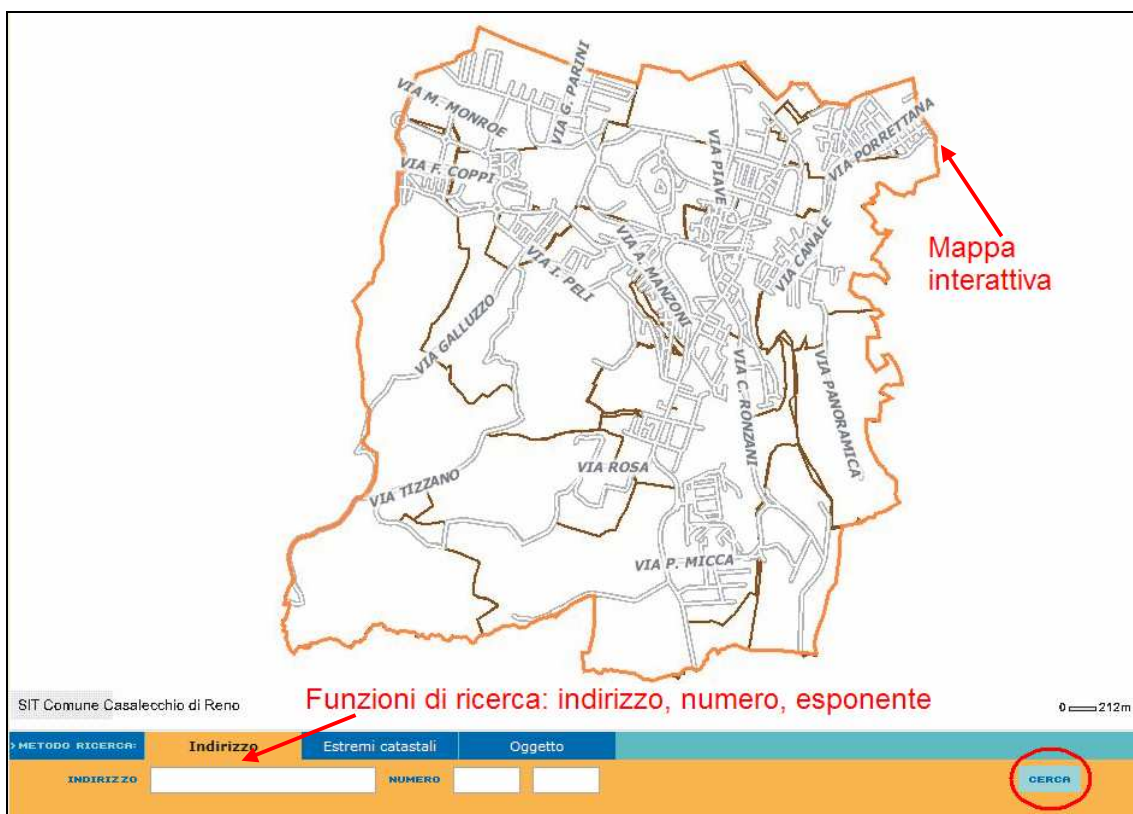 VIA G. PARINI
VIA M. MONROE
VIA PORRETTANA
VIA F. COPPI
VIA PIAVE
VIA CANALE
VIA A. MANZONI
VIA I. PELI
VIA GALLUZZO
Mappa
interattiva
VIA C. RONZANI
VIA PANORAMICA
VIA ROSA
VIA TIZZANO
VIA P. MICCA
SIT Comune Casalecchio di Reno
Funzioni di ricerca: indirizzo, numero, esponente
0 212m
>METODO RICERCA: Indirizzo Estremi catastali Oggetto
INDIRIZZO NUMERO CERCA